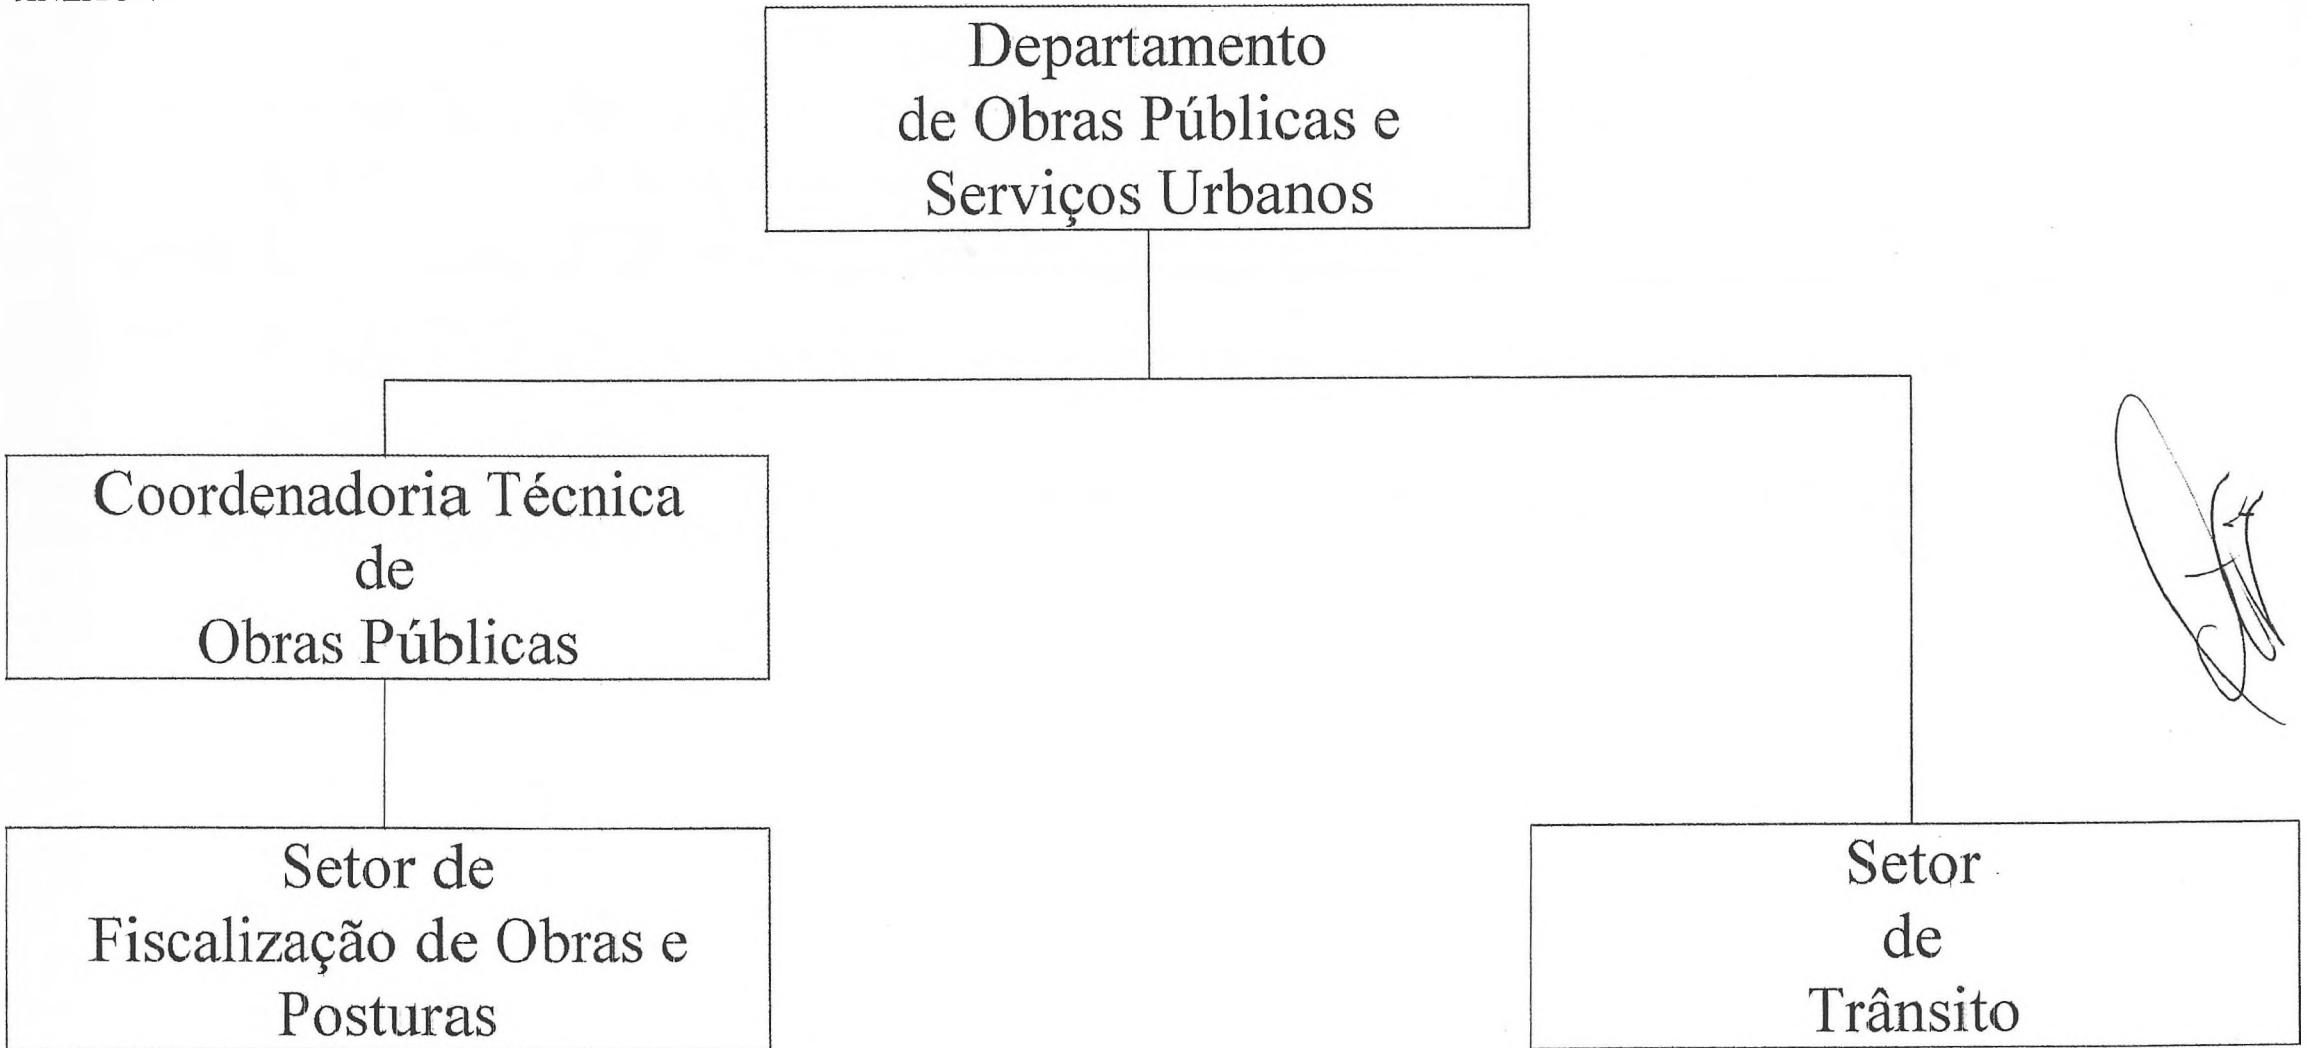 Departamento
de Obras Públicas e
Serviços Urbanos
Coordenadoria Técnica
de
Obras Públicas
Setor de
Fiscalização de Obras e
Posturas
Setor
de
Trânsito